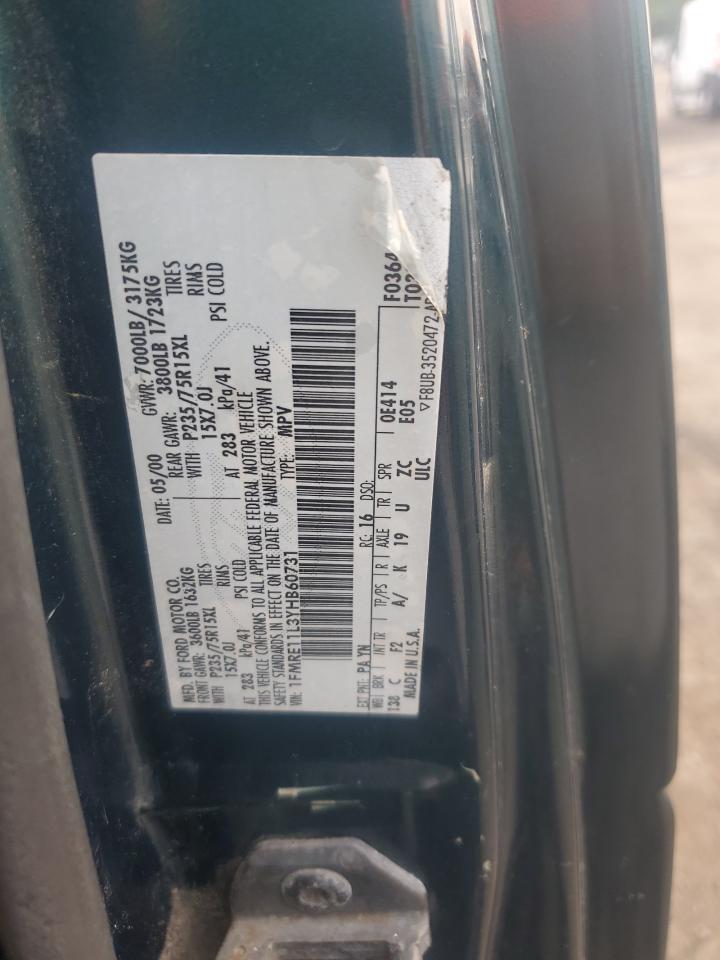 MFD. BY FORD MOTOR CO. DATE: 05/00 GVWR: 7000LB/ 3175KG
FRONT GAWR: 3600LB 1632KG REAR GAWR: 3800LB 1723KG
WITH P235/75R15XL TIRES WITH P235/75R15XL TIRES
15X7.0J RIMS 15X7.0J RIMS
AT 283 kPa/41 PSI COLD AT 283 kPa/41 PSI COLD
THIS VEHICLE CONFORMS TO ALL APPLICABLE FEDERAL MOTOR VEHICLE
SAFETY STANDARDS IN EFFECT ON THE DATE OF MANUFACTURE SHOWN ABOVE.
VIN: 1FMRE11L3YHB60731 TYPE: MPV
EXT PNT: PA YN RC: 16 DSO: F0364
WB BRK INT TR TP/PS R AXLE TR SPR 0E414
138 C F2 A/ K 19 U ZC E05
MADE IN U.S.A. ULC
▽F8UB-3520472